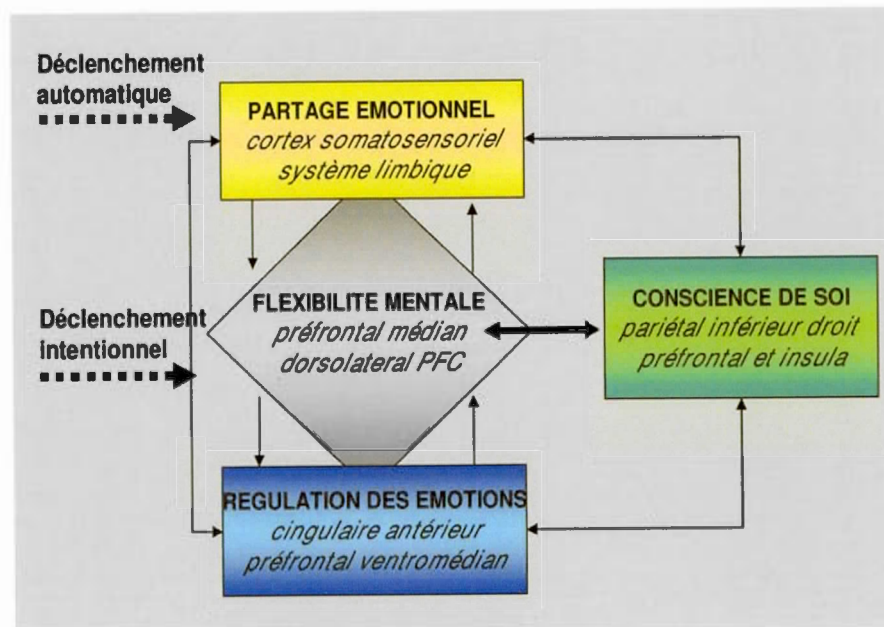 Déclenchement
automatique
PARTAGE EMOTIONNEL
cortex somatosensoriel
système limbique
FLEXIBILITE MENTALE
préfrontal médian
dorsolateral PFC
CONSCIENCE DE SOI
pariétal inférieur droit
préfrontal et insula
Déclenchement
intentionnel
REGULATION DES EMOTIONS
cingulaire antérieur
préfrontal ventromédian